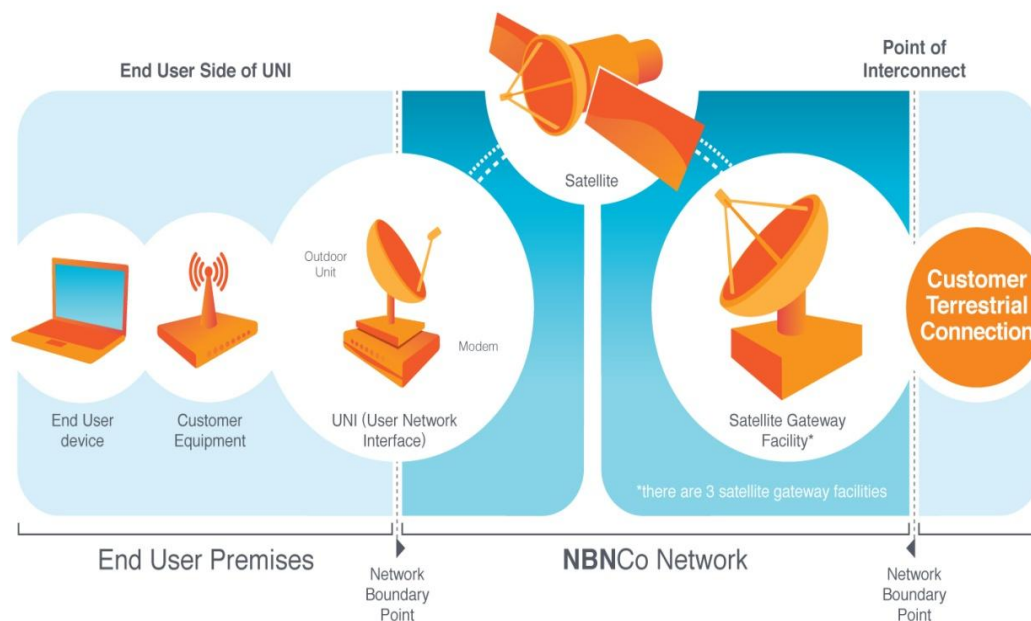 End User Side of UNI
Point of
Interconnect
Satellite
Outdoor
Unit
Modem
Customer
Terrestrial
Connection
End User
device
Customer
Equipment
UNI (User Network
Interface)
Satellite Gateway
Facility*
*there are 3 satellite gateway facilities
End User Premises
NBNCo Network
Network
Boundary
Point
Network
Boundary
Point